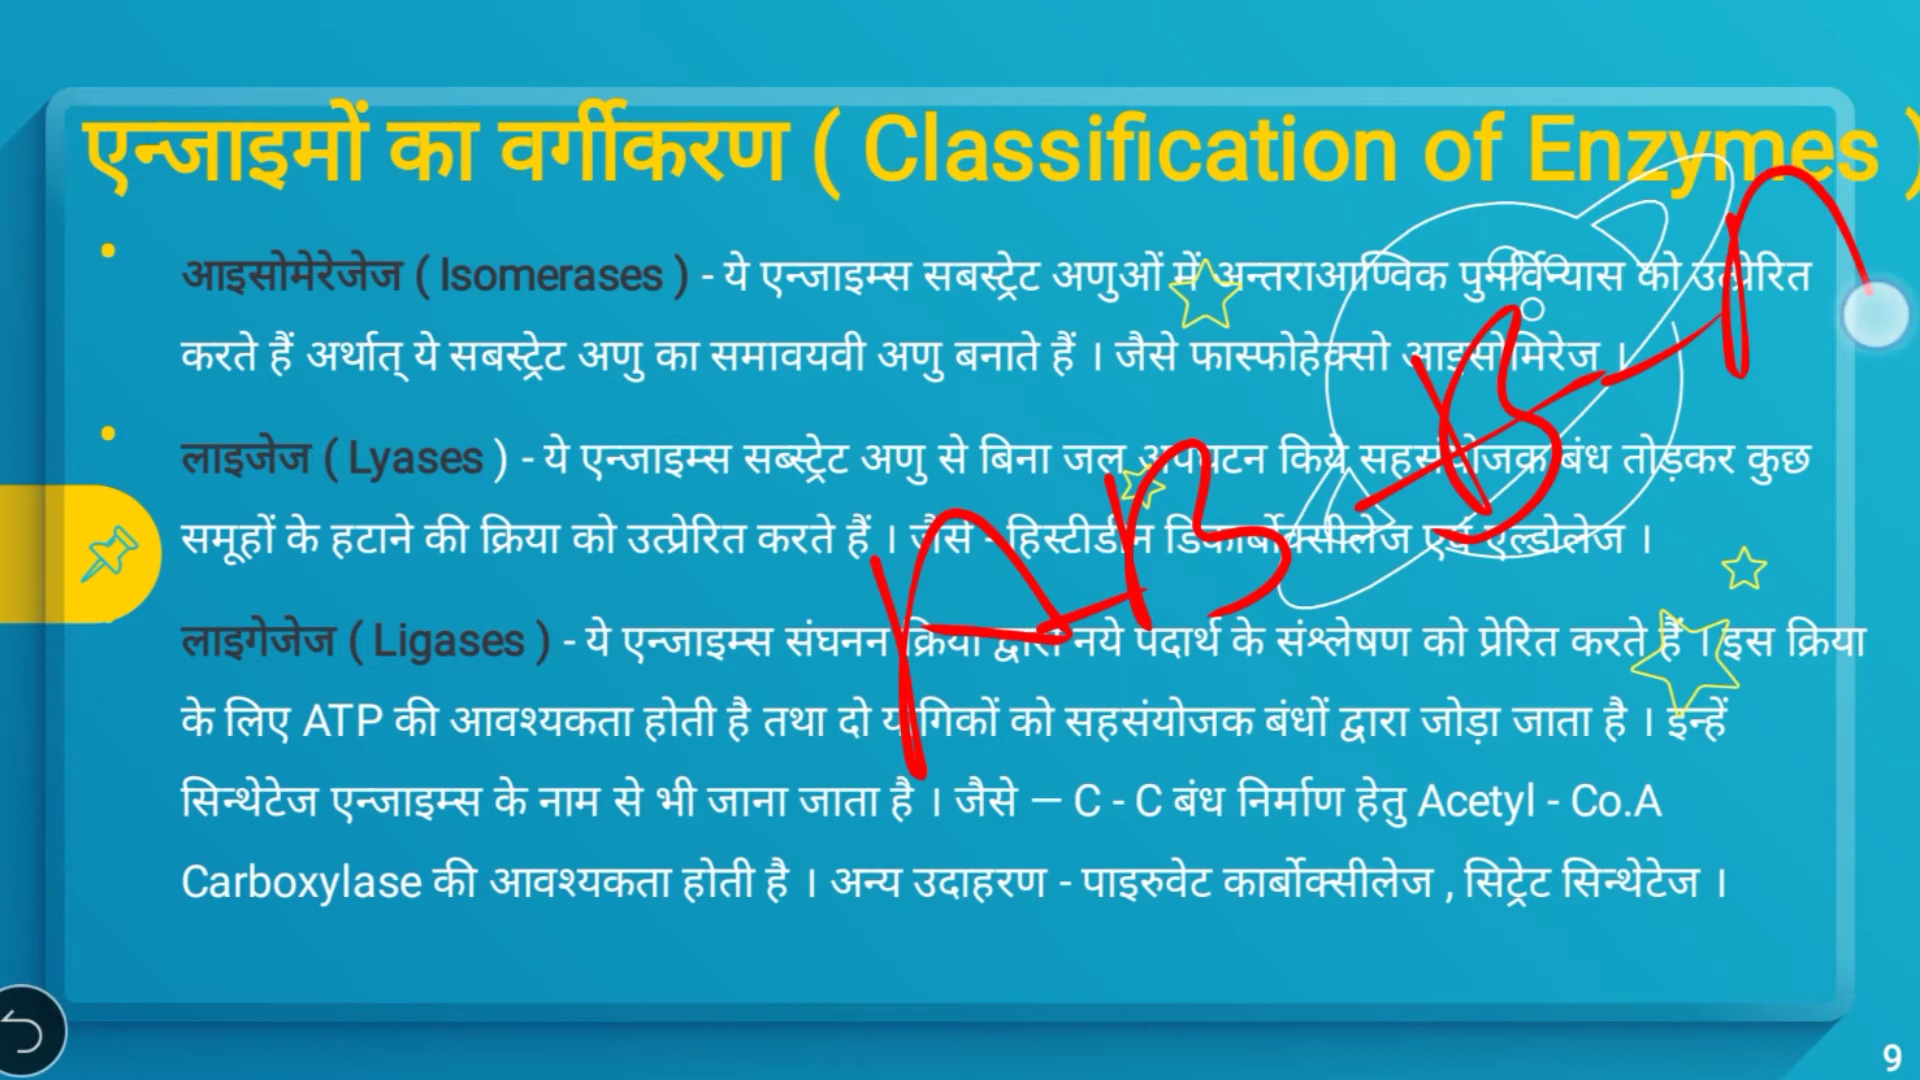 एन्जाइमों का वर्गीकरण ( Classification of Enzymes )
आइसोमेरेजेज ( Isomerases ) - ये एन्जाइम्स सबस्ट्रेट अणुओं में अन्तराआण्विक पुनर्विन्यास को उत्प्रेरित
करते हैं अर्थात् ये सबस्ट्रेट अणु का समावयवी अणु बनाते हैं । जैसे फास्फोहेक्सो आइसोमिरेज ।
लाइजेज ( Lyases ) - ये एन्जाइम्स सब्स्ट्रेट अणु से बिना जल अपघटन किये सहसंयोजक बंध तोड़कर कुछ
समूहों के हटाने की क्रिया को उत्प्रेरित करते हैं । जैसे - हिस्टीडीन डिकार्बोक्सीलेज एंड एल्डोलेज ।
लाइगेजेज ( Ligases ) - ये एन्जाइम्स संघनन क्रिया द्वारा नये पदार्थ के संश्लेषण को प्रेरित करते हैं । इस क्रिया
के लिए ATP की आवश्यकता होती है तथा दो यौगिकों को सहसंयोजक बंधों द्वारा जोड़ा जाता है । इन्हें
सिन्थेटेज एन्जाइम्स के नाम से भी जाना जाता है । जैसे — C - C बंध निर्माण हेतु Acetyl - Co.A
Carboxylase की आवश्यकता होती है । अन्य उदाहरण - पाइरुवेट कार्बोक्सीलेज , सिट्रेट सिन्थेटेज ।
A-B - B-A
9